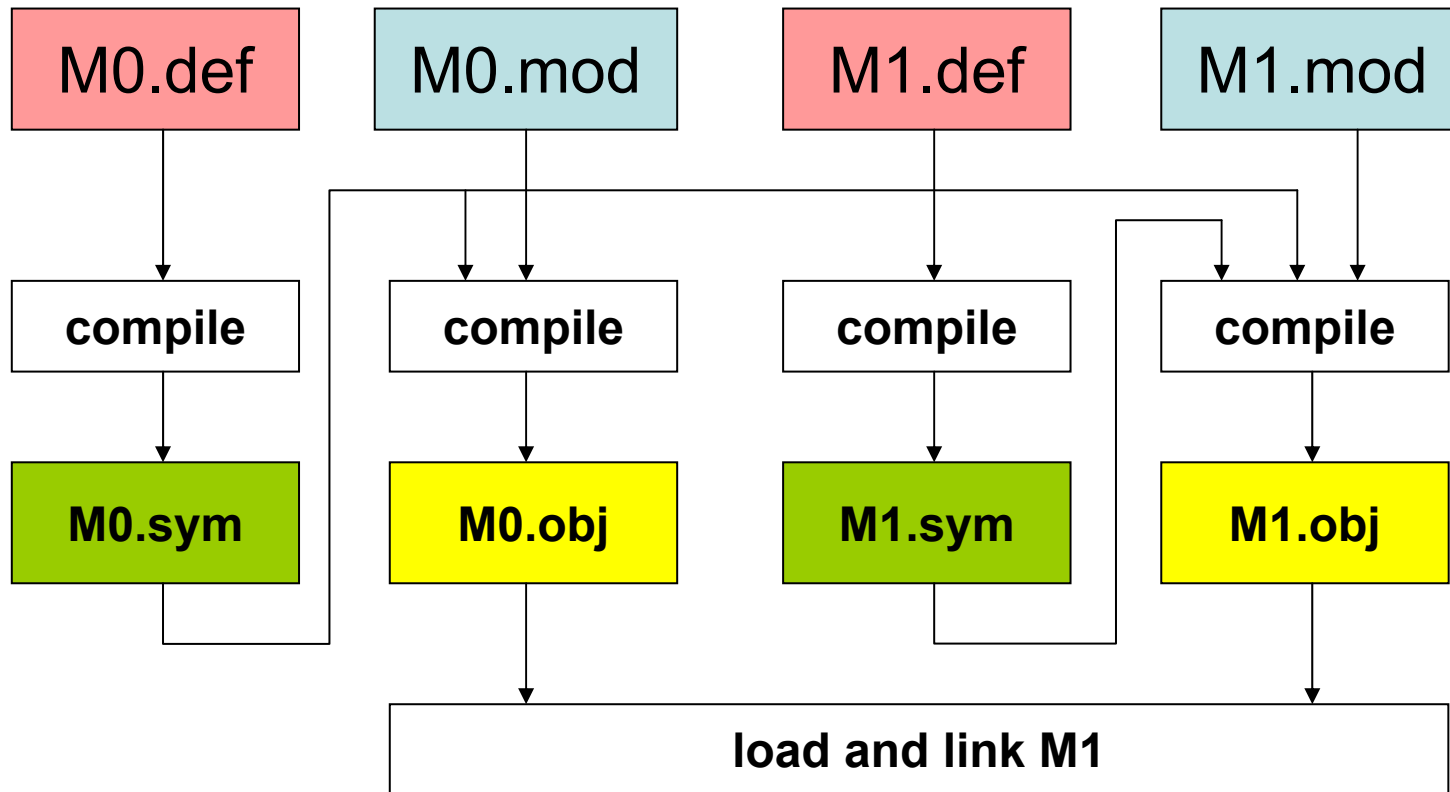 M0.def
M0.mod
M1.def
M1.mod
compile
compile
compile
compile
M0.sym
M0.obj
M1.sym
M1.obj
load and link M1